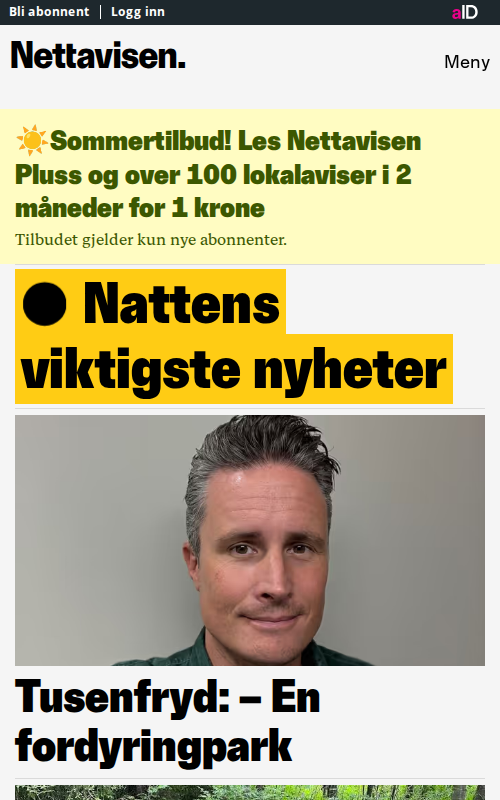 Bli abonnent | Logg inn
aID
Nettavisen.
Meny
☀️Sommertilbud! Les Nettavisen
Pluss og over 100 lokalaviser i 2
måneder for 1 krone
Tilbudet gjelder kun nye abonnenter.
● Nattens
viktigste nyheter
Tusenfryd: – En
fordyringpark